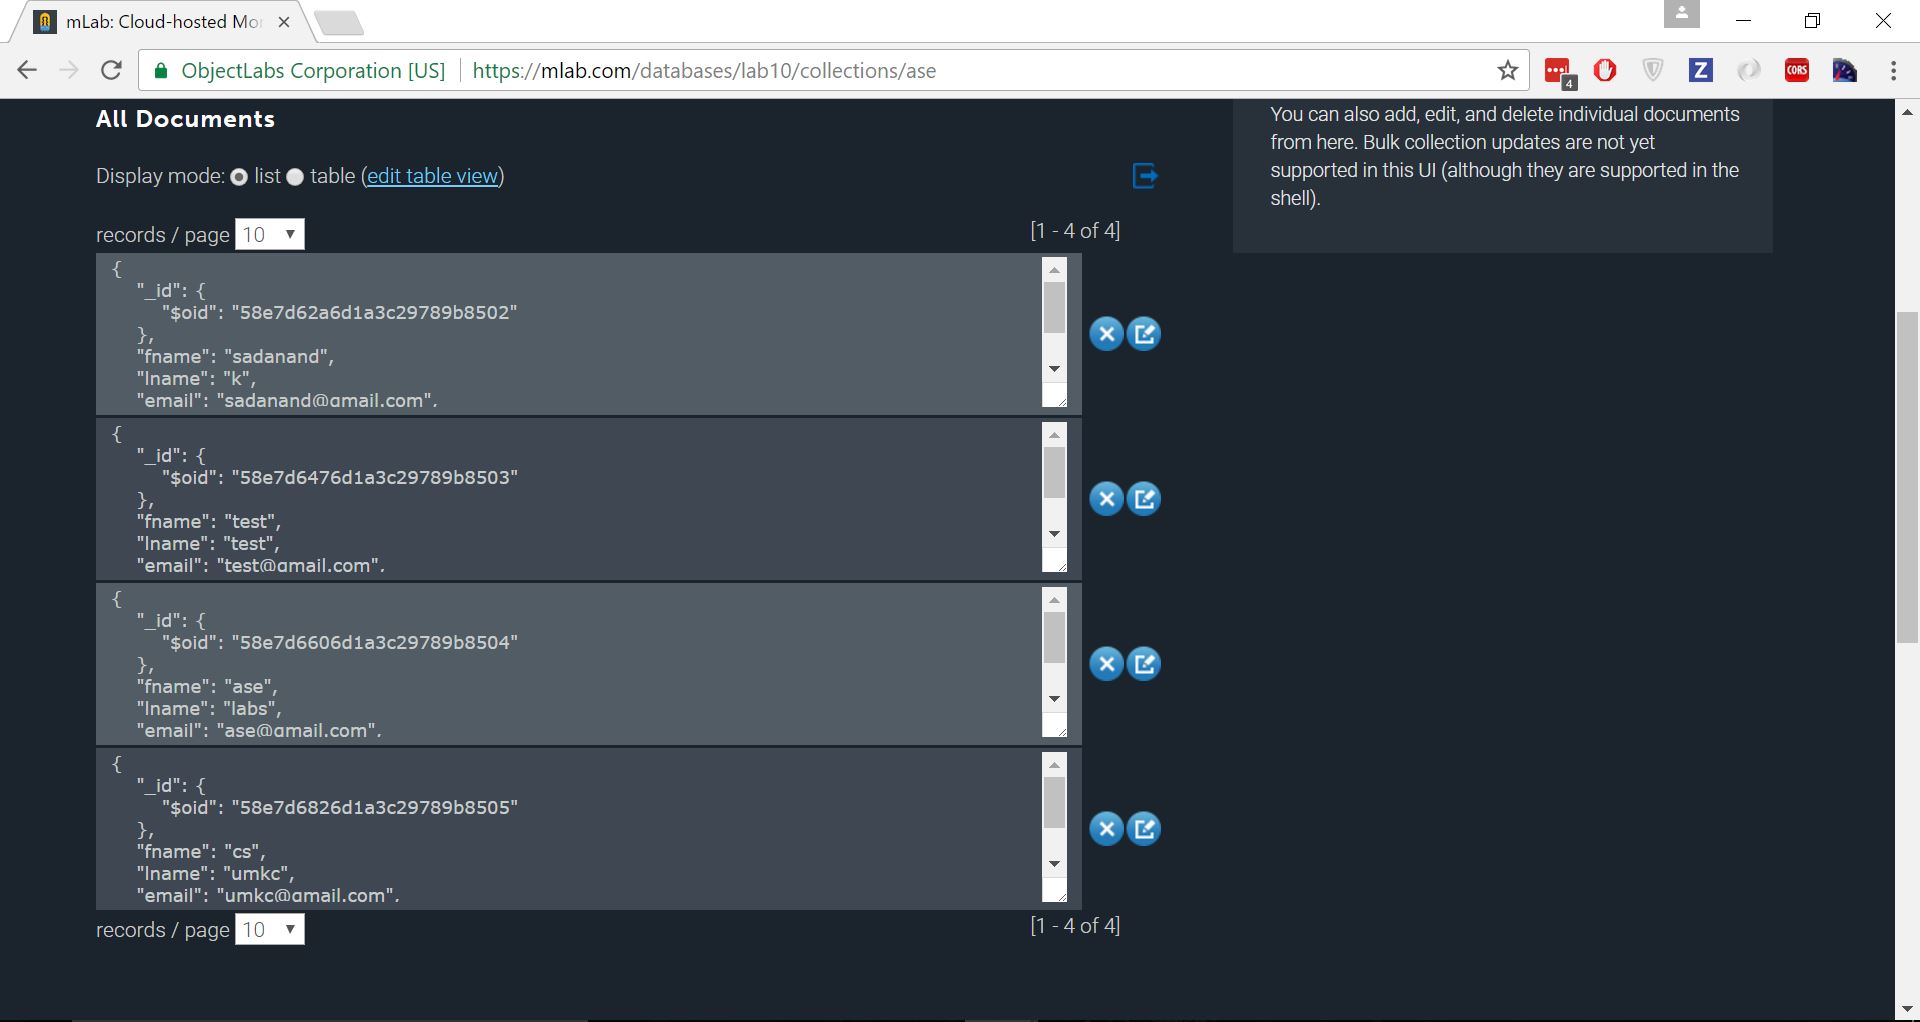 mLab: Cloud-hosted Mo
ObjectLabs Corporation [US] https://mlab.com/databases/lab10/collections/ase
4
Z
CORS
All Documents
Display mode: list table (edit table view)
records / page 10
[1 - 4 of 4]
{
"_id": {
"$oid": "58e7d62a6d1a3c29789b8502"
},
"fname": "sadanand",
"lname": "k",
"email": "sadanand@gmail.com",
{
"_id": {
"$oid": "58e7d6476d1a3c29789b8503"
},
"fname": "test",
"lname": "test",
"email": "test@gmail.com",
{
"_id": {
"$oid": "58e7d6606d1a3c29789b8504"
},
"fname": "ase",
"lname": "labs",
"email": "ase@gmail.com",
{
"_id": {
"$oid": "58e7d6826d1a3c29789b8505"
},
"fname": "cs",
"lname": "umkc",
"email": "umkc@gmail.com",
records / page 10
[1 - 4 of 4]
You can also add, edit, and delete individual documents
from here. Bulk collection updates are not yet
supported in this UI (although they are supported in the
shell).